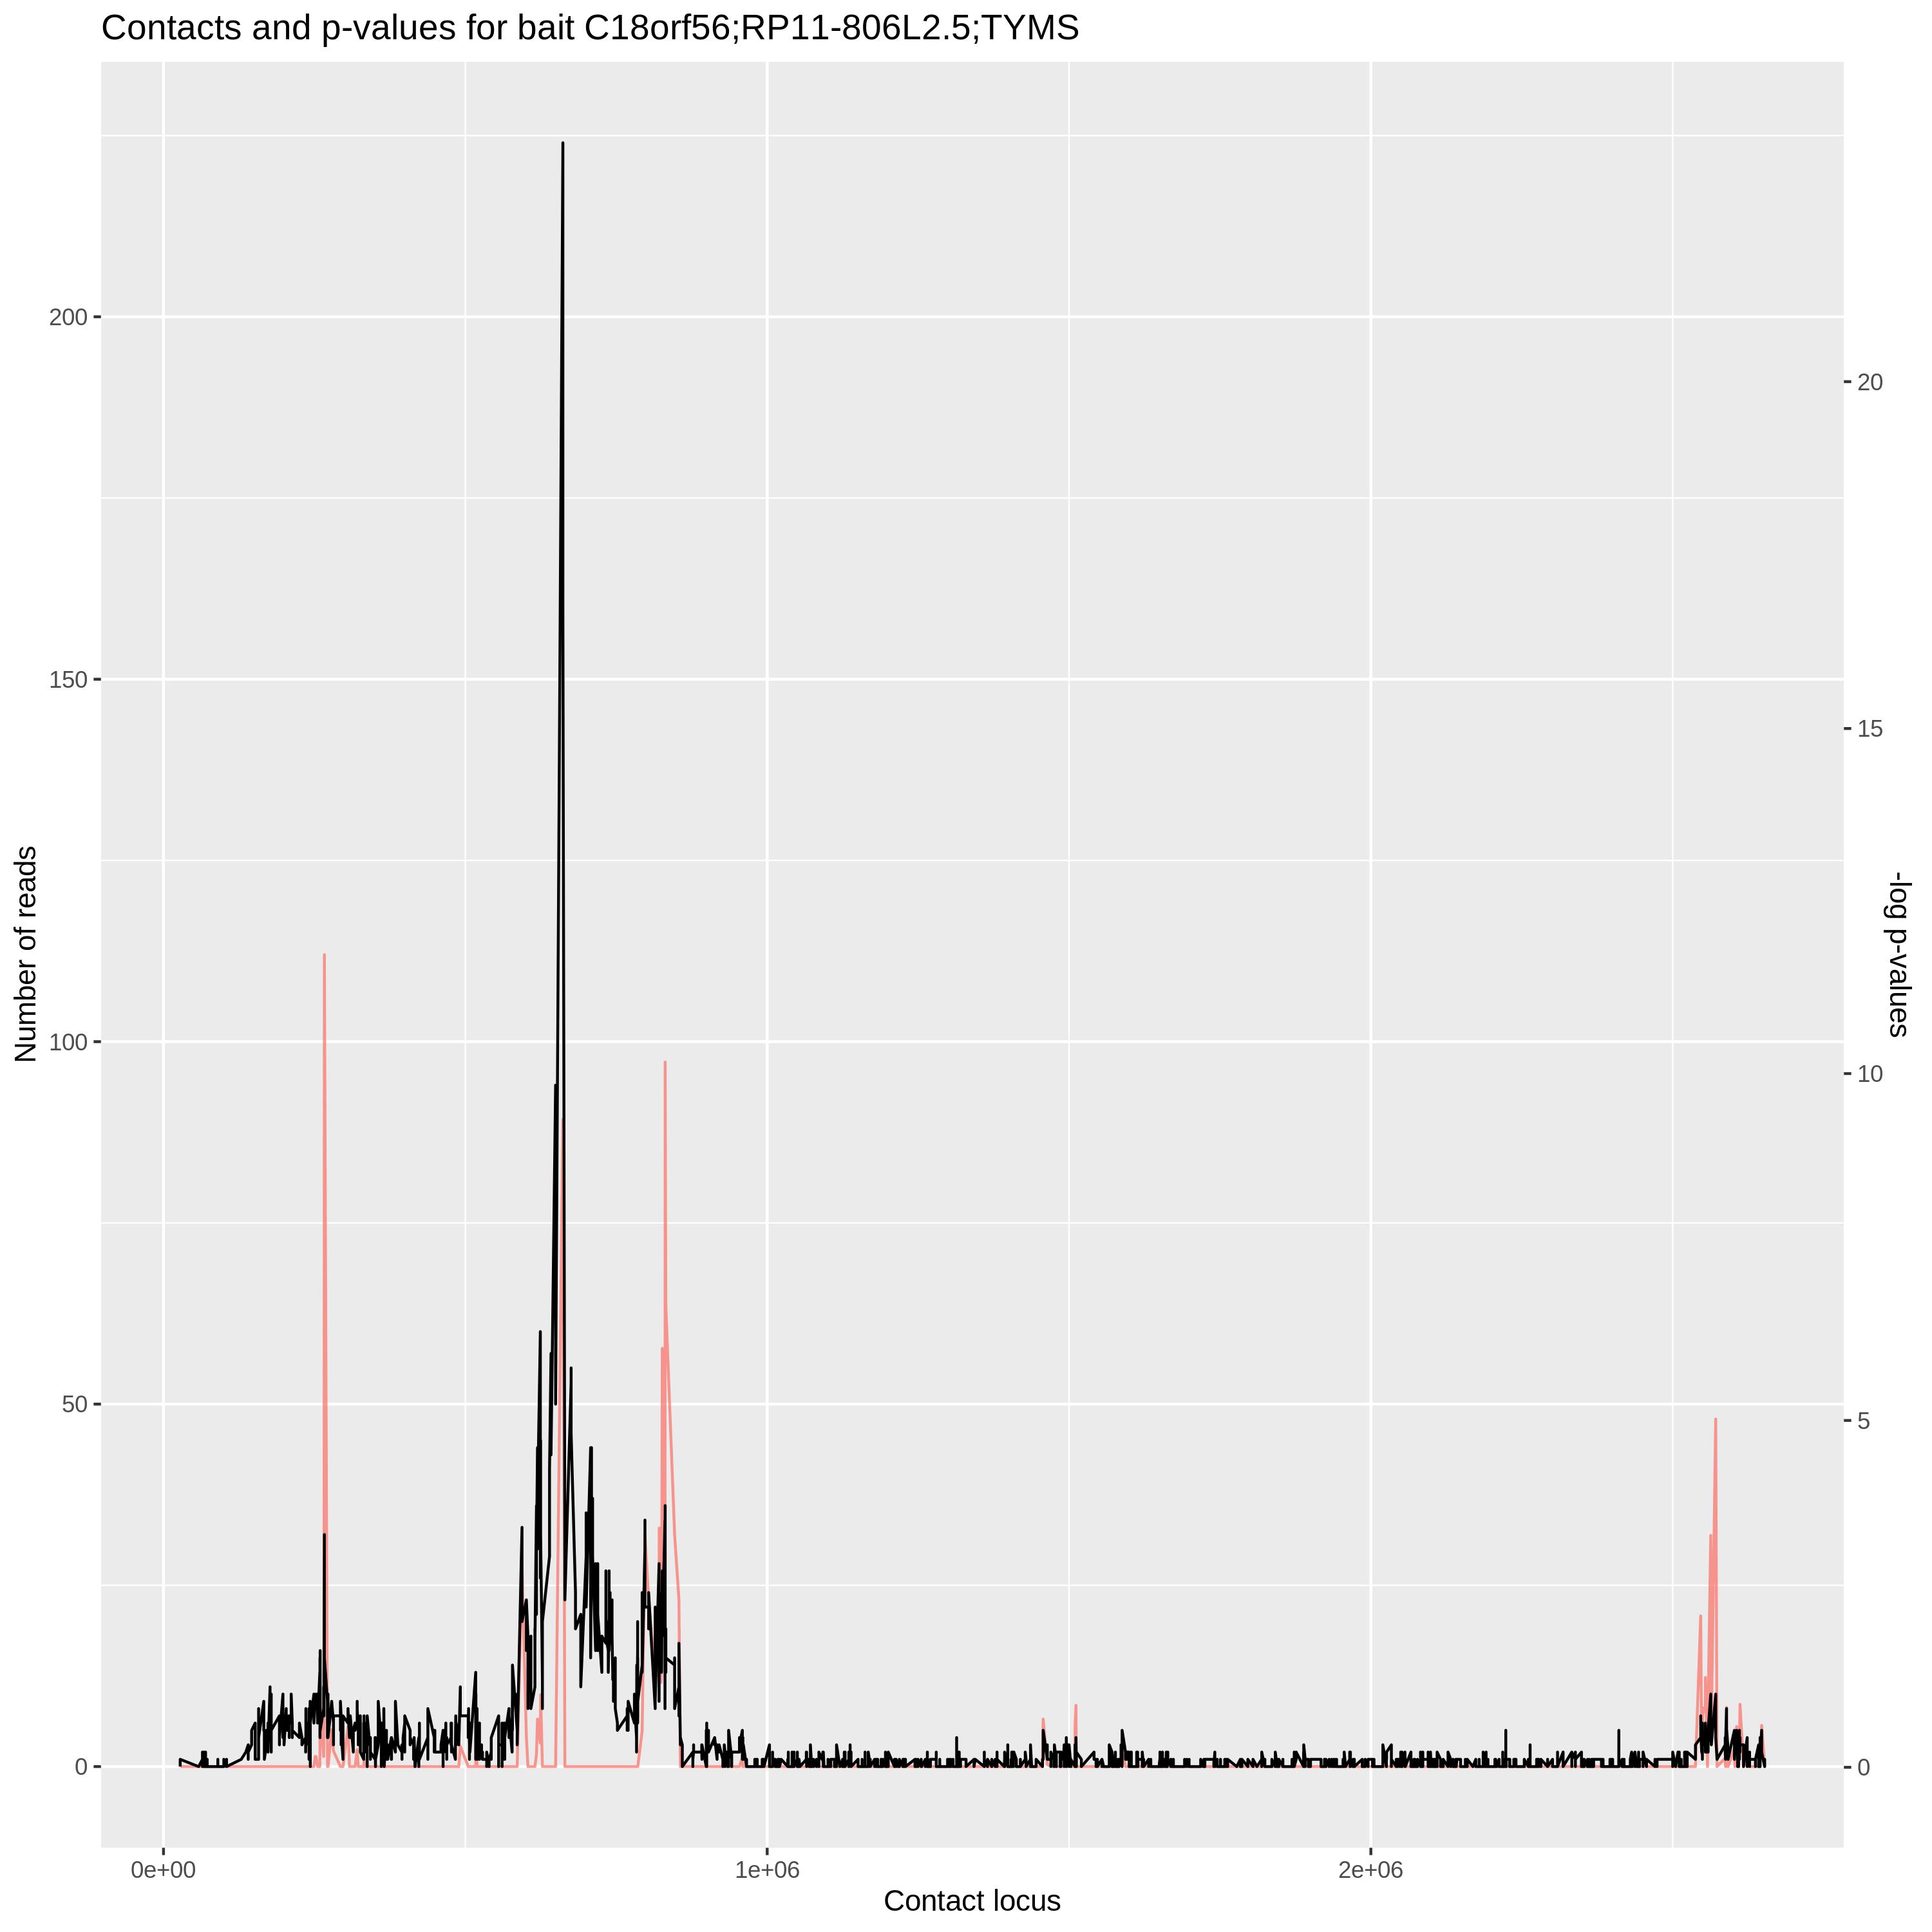 Contacts and p-values for bait C18orf56;RP11-806L2.5;TYMS
200
150
100
50
0
Number of reads
20
15
10
5
0
-log p-values
0e+00
1e+06
2e+06
Contact locus